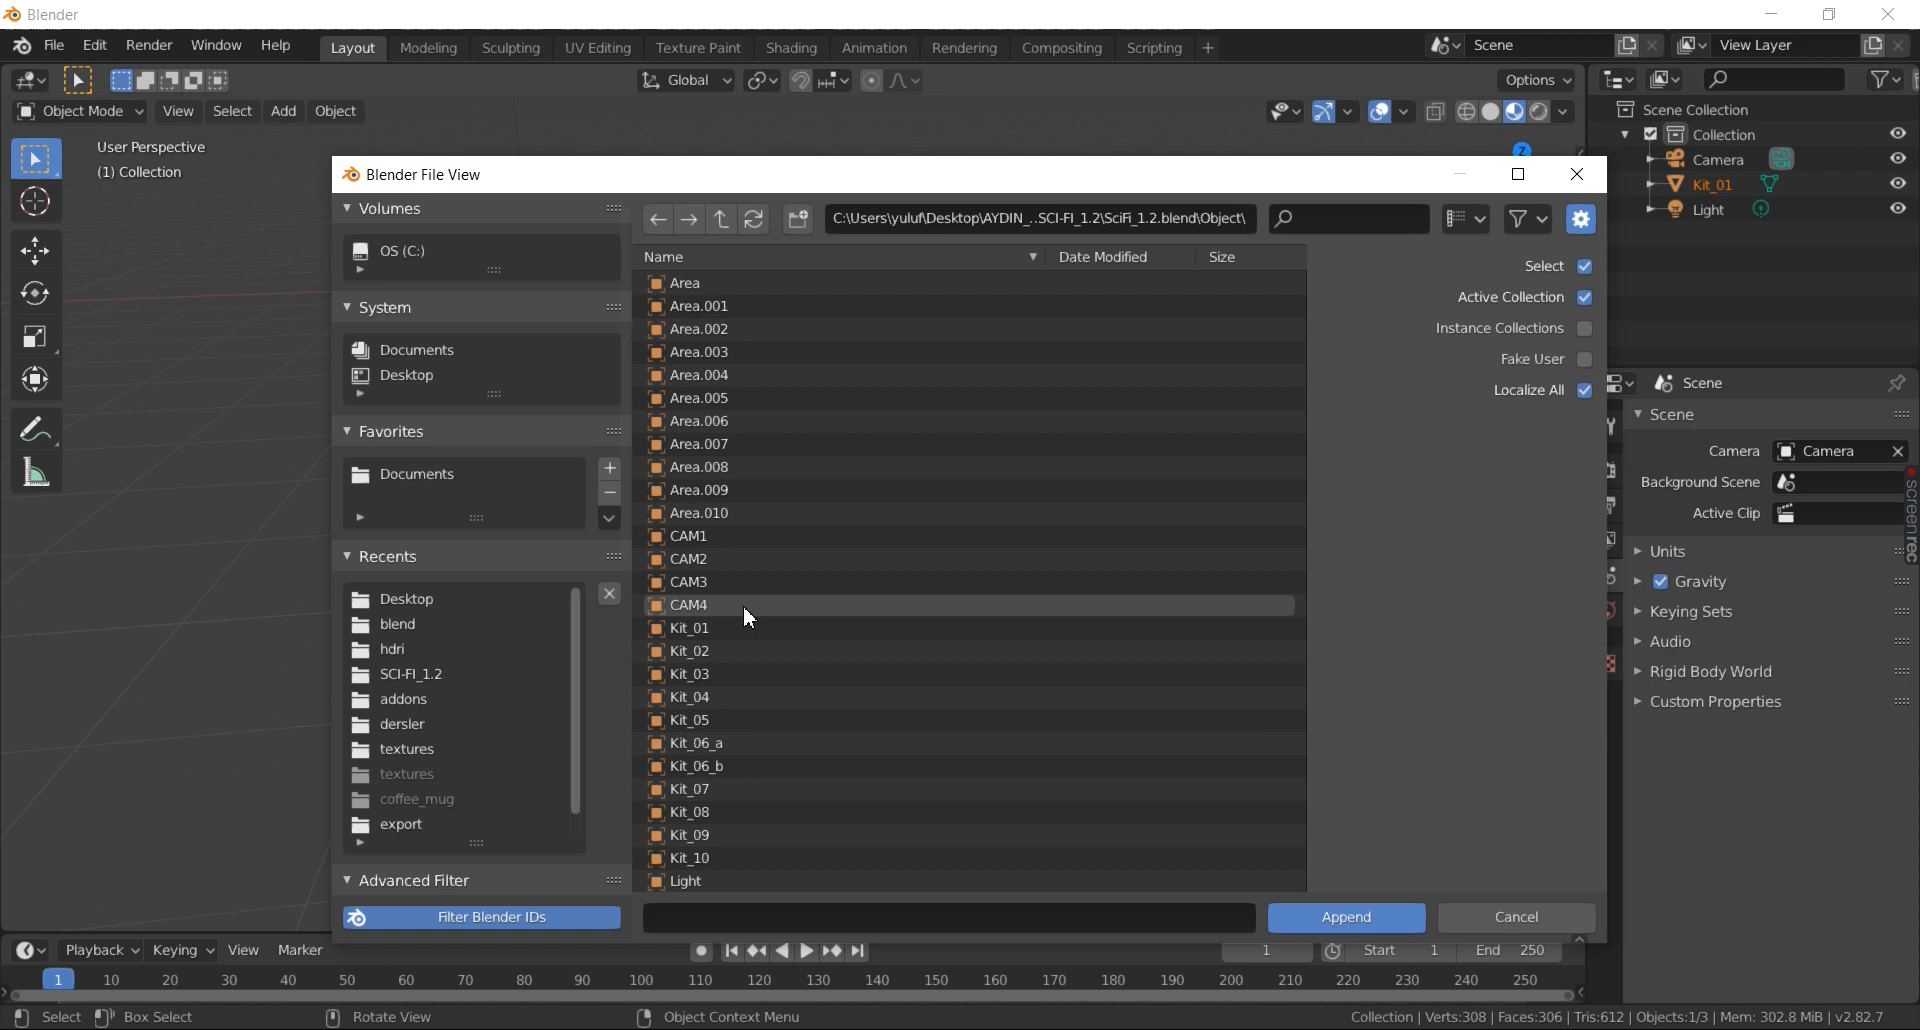 Blender
File Edit Render Window Help Layout Modeling Sculpting UV Editing Texture Paint Shading Animation Rendering Compositing Scripting + Scene View Layer
Global Options
Object Mode View Select Add Object
User Perspective
(1) Collection
Z
Scene Collection
Collection
Camera
Kit_01
Light
Blender File View
Volumes
OS (C:)
System
Documents
Desktop
Favorites
Documents
Recents
Desktop
blend
hdri
SCI-FI_1.2
addons
dersler
textures
textures
coffee_mug
export
Advanced Filter
Filter Blender IDs
C:\Users\yuluf\Desktop\AYDIN_..SCI-FI_1.2\SciFi_1.2.blend\Object\
Name Date Modified Size
Area
Area.001
Area.002
Area.003
Area.004
Area.005
Area.006
Area.007
Area.008
Area.009
Area.010
CAM1
CAM2
CAM3
CAM4
Kit_01
Kit_02
Kit_03
Kit_04
Kit_05
Kit_06_a
Kit_06_b
Kit_07
Kit_08
Kit_09
Kit_10
Light
Select
Active Collection
Instance Collections
Fake User
Localize All
Append Cancel
Scene
Scene
Camera Camera
Background Scene
Active Clip
Units
Gravity
Keying Sets
Audio
Rigid Body World
Custom Properties
screenrec
Playback Keying View Marker 1 Start 1 End 250
1 10 20 30 40 50 60 70 80 90 100 110 120 130 140 150 160 170 180 190 200 210 220 230 240 250
Select Box Select Rotate View Object Context Menu Collection | Verts:308 | Faces:306 | Tris:612 | Objects:1/3 | Mem: 302.8 MiB | v2.82.7